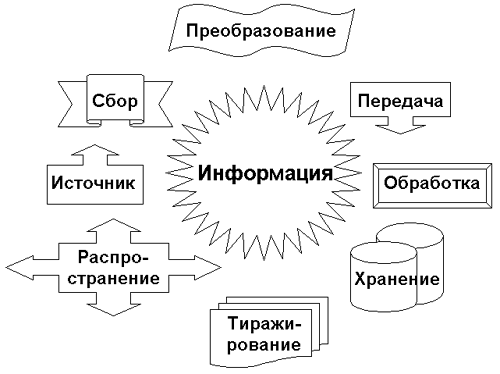 Преобразование
Сбор
Передача
Источник
Информация
Обработка
Распро-
странение
Хранение
Тиражи-
рование